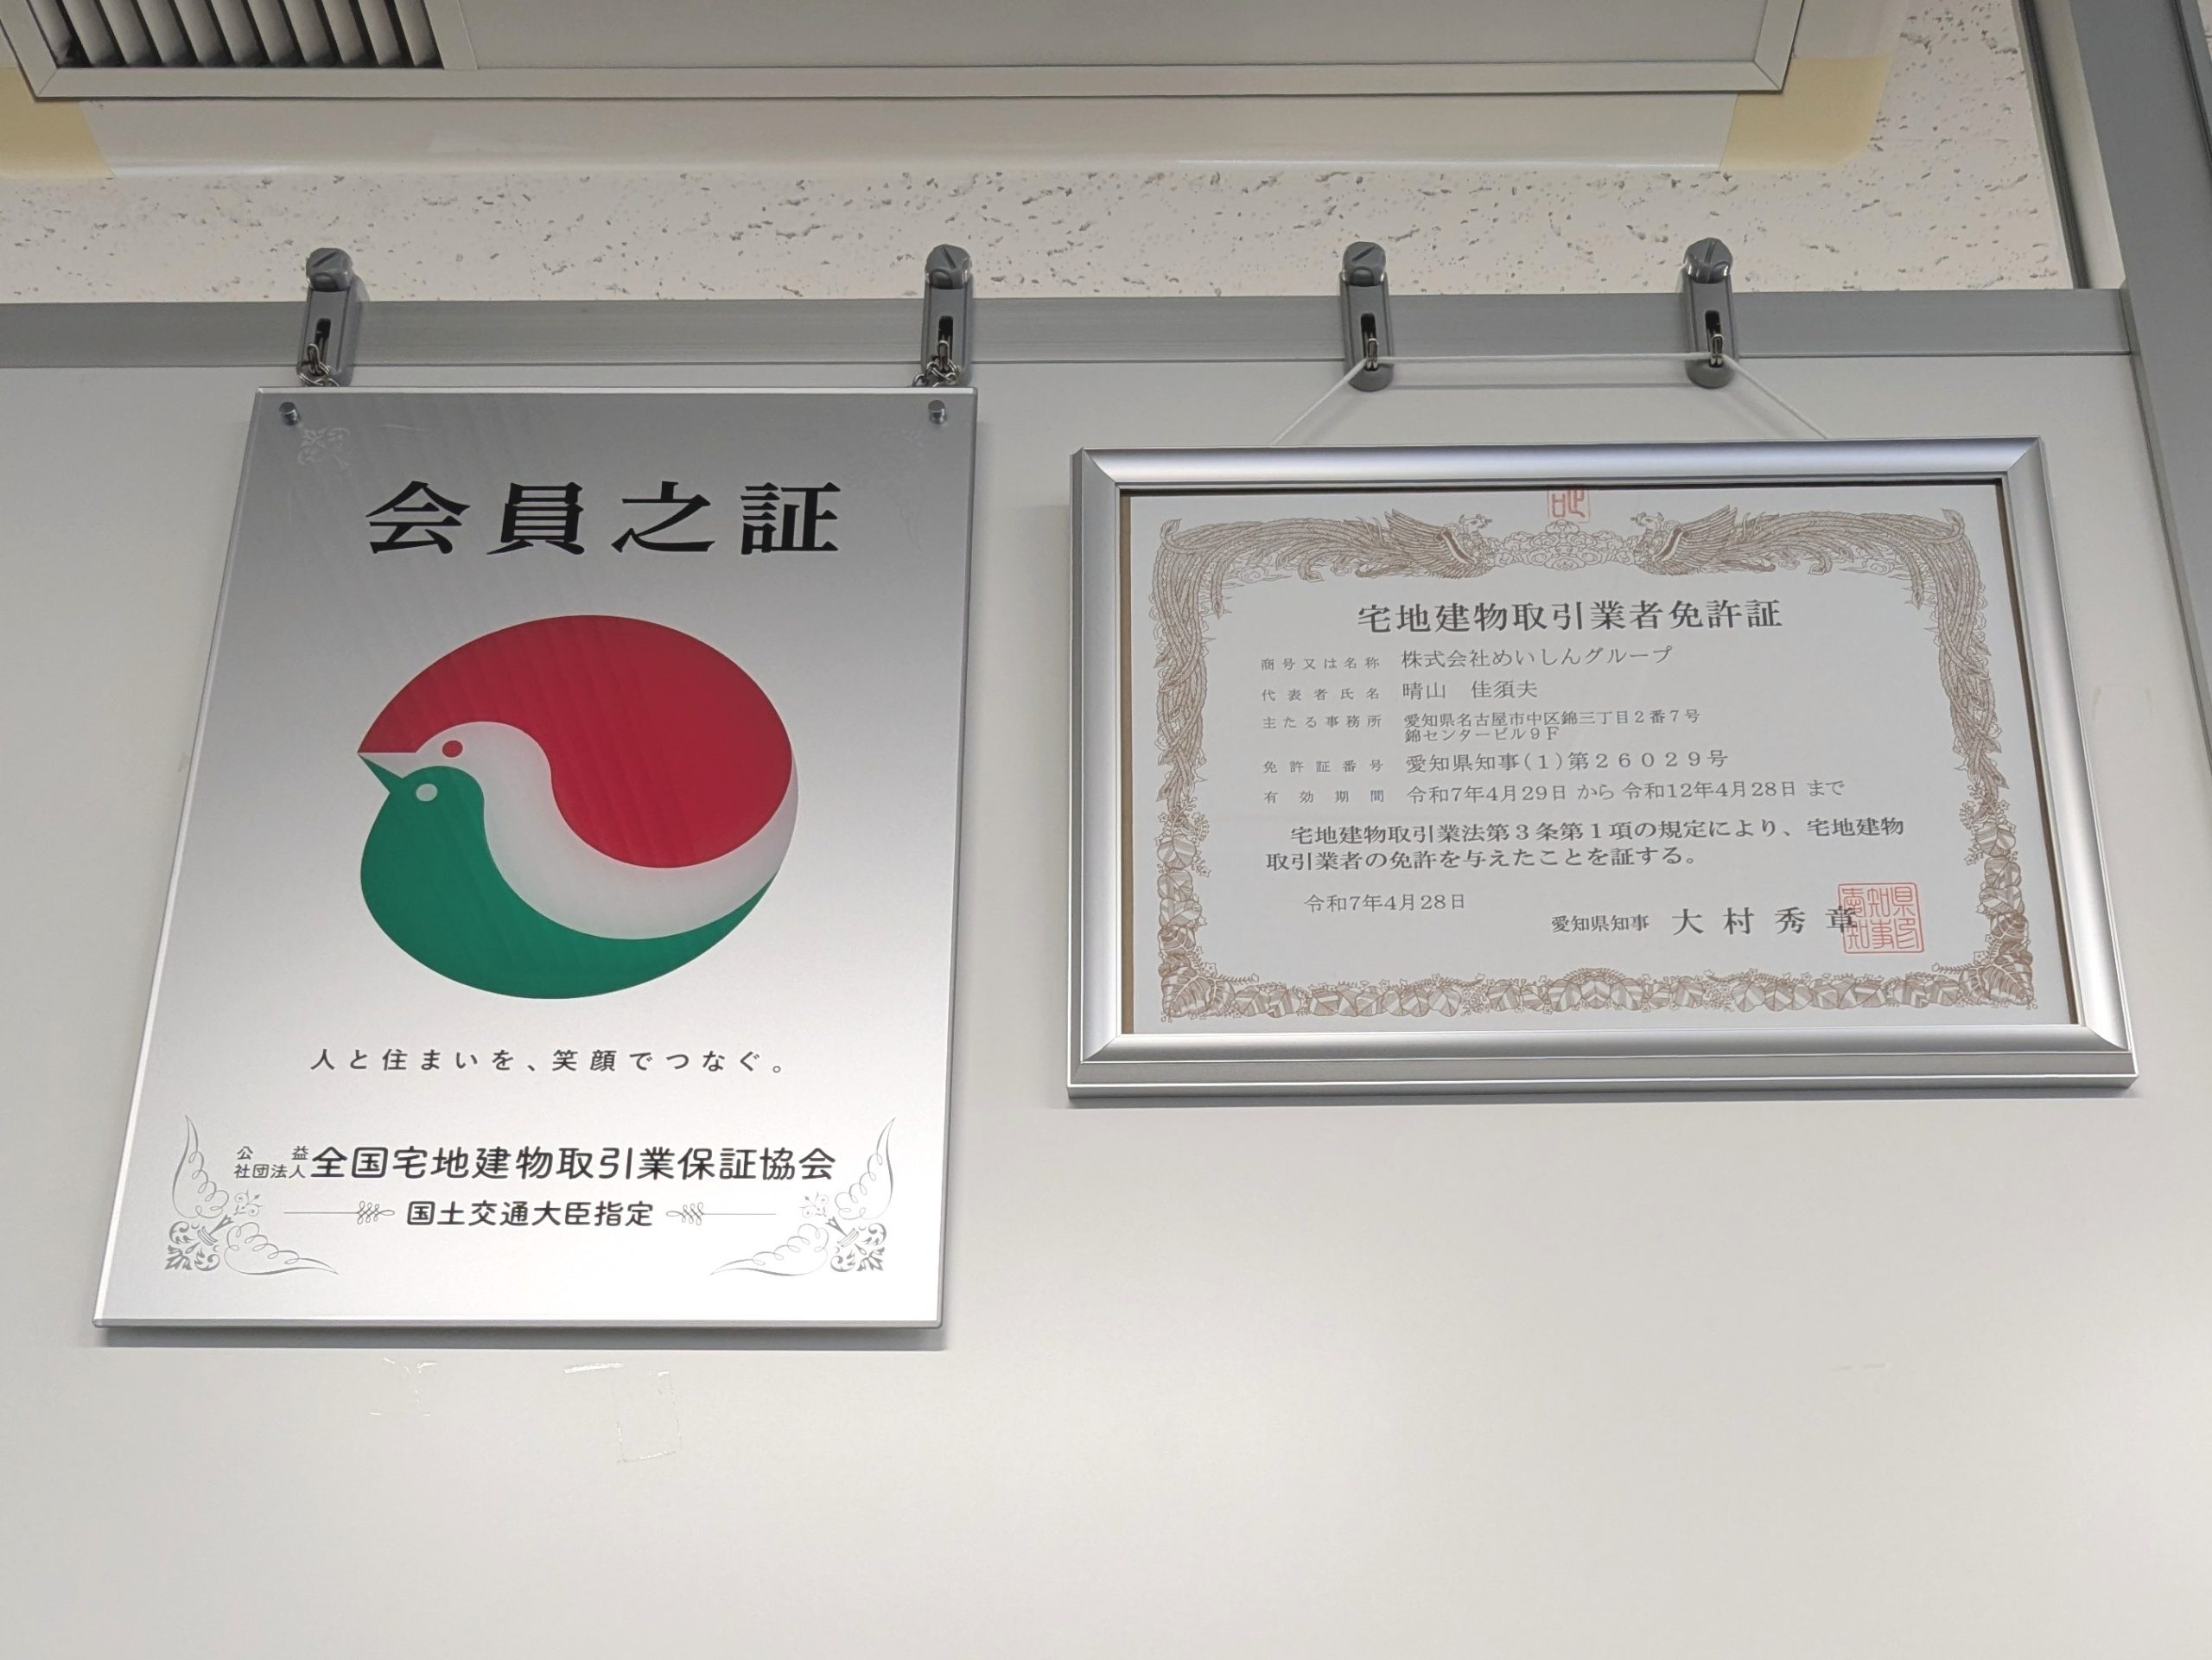 会員之証
人と住まいを、笑顔でつなぐ。
公益社団法人全国宅地建物取引業保証協会
国土交通大臣指定
宅地建物取引業者免許証
商号又は名称 株式会社めいしんグループ
代表者氏名 晴山 佳須夫
主たる事務所 愛知県名古屋市中区錦三丁目2番7号
錦センタービル9F
免許証番号 愛知県知事(1)第26029号
有効期間 令和7年4月29日 から 令和12年4月28日 まで
宅地建物取引業法第3条第1項の規定により、宅地建物
取引業者の免許を与えたことを証する。
令和7年4月28日
愛知県知事 大村秀章